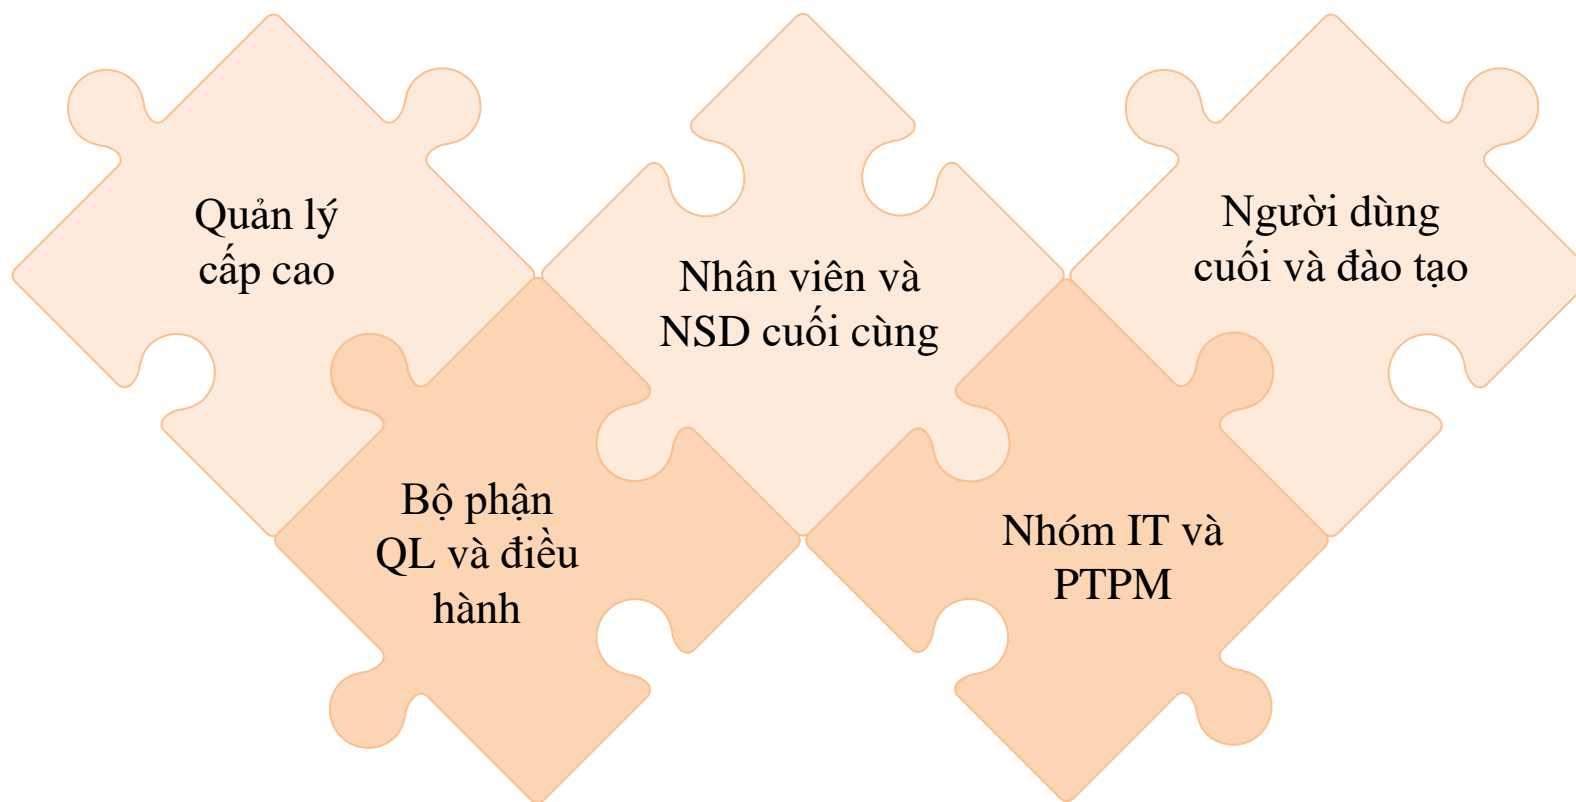 Quản lý
cấp cao
Nhân viên và
NSD cuối cùng
Người dùng
cuối và đào tạo
Bộ phận
QL và điều
hành
Nhóm IT và
PTPM